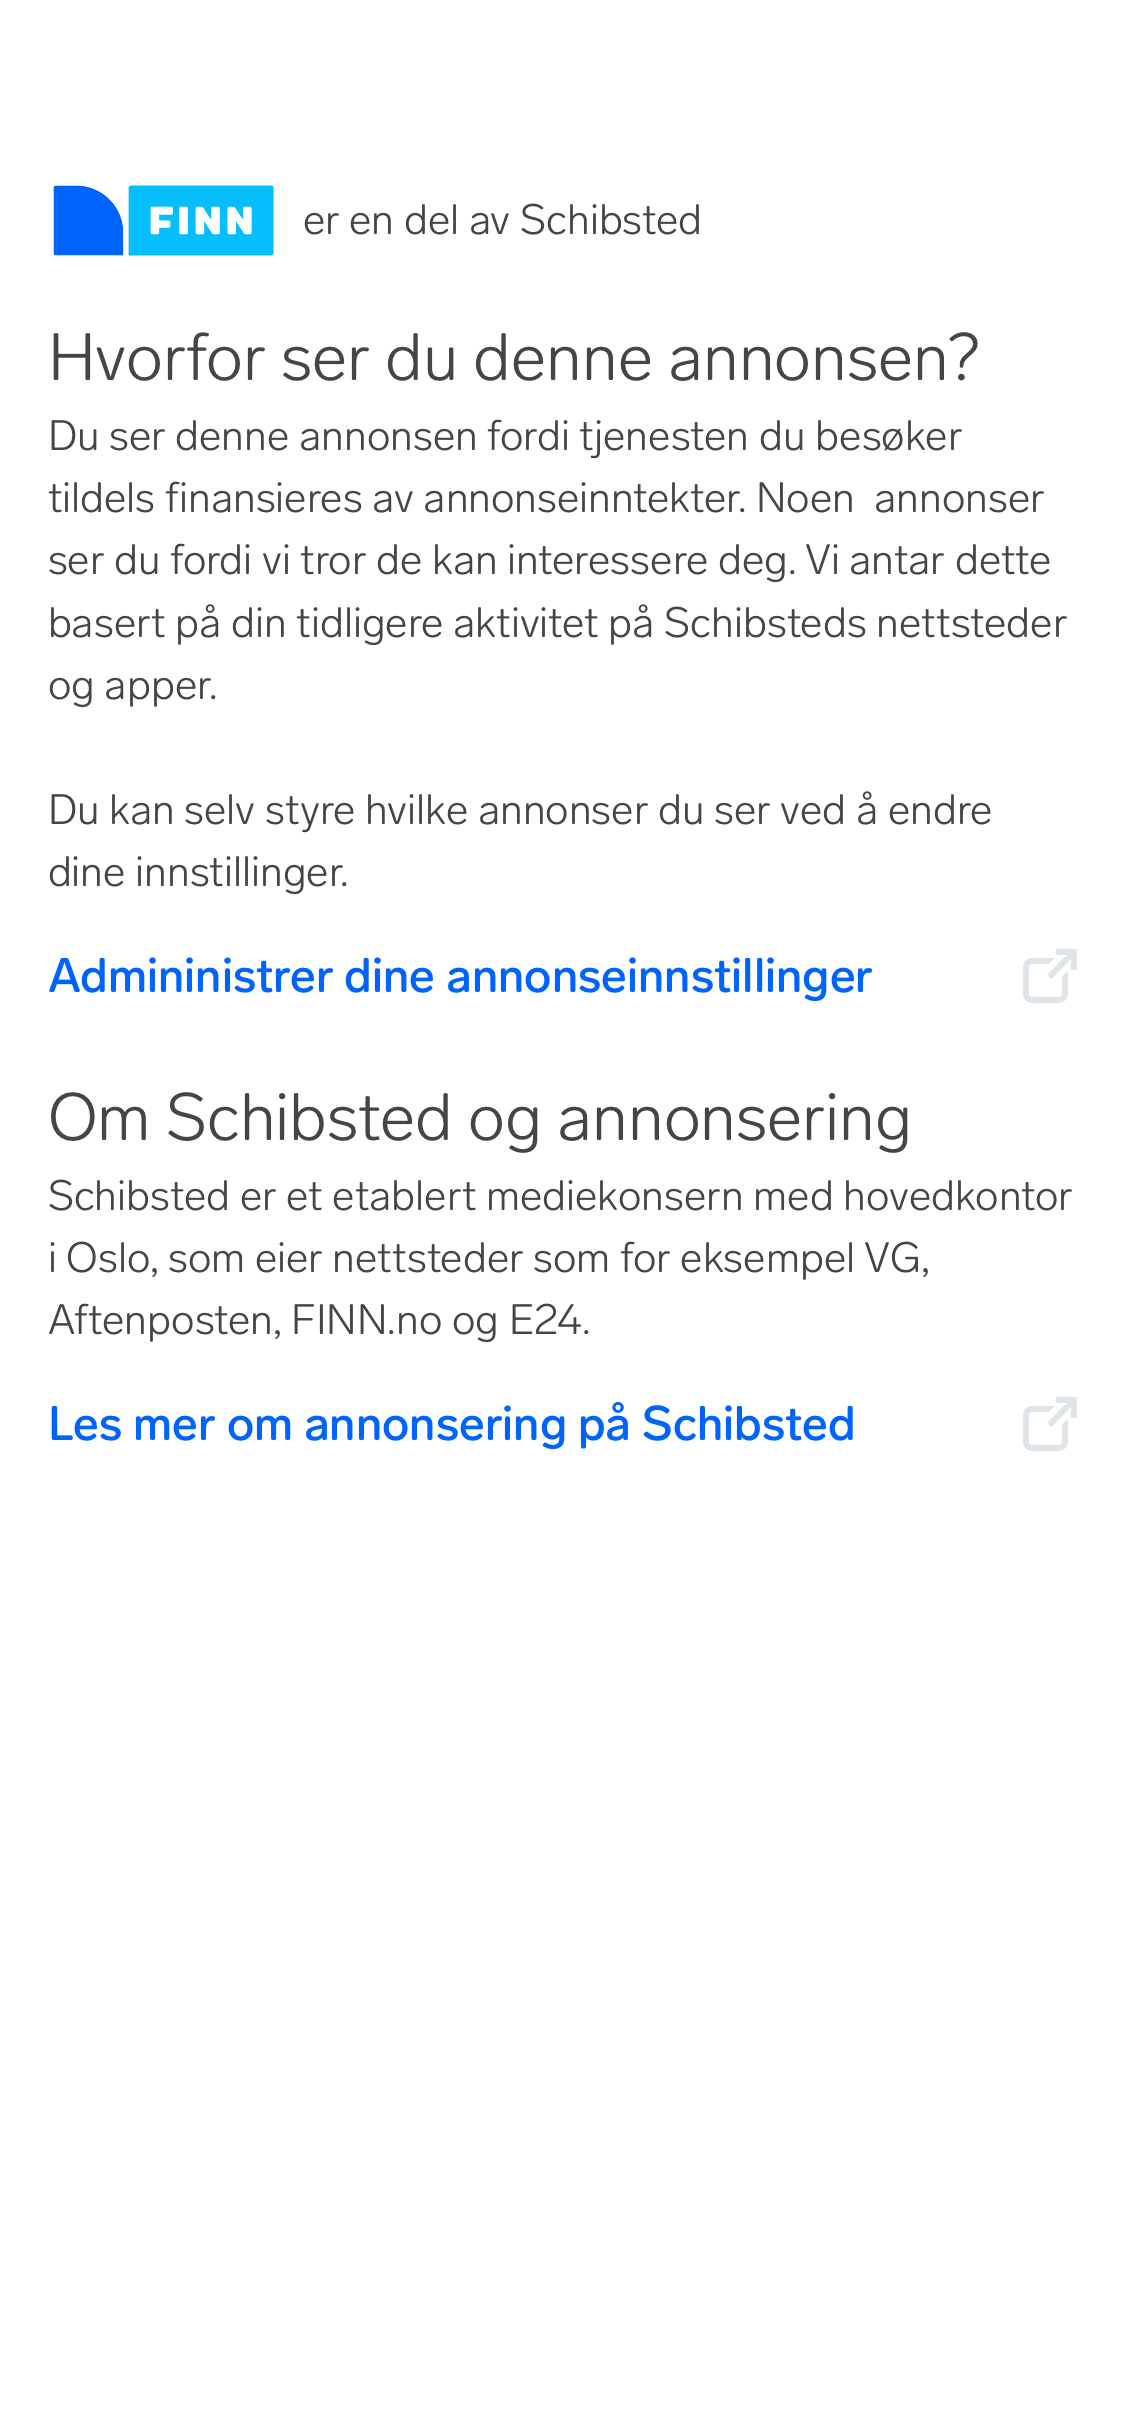 FINN er en del av Schibsted
Hvorfor ser du denne annonsen?
Du ser denne annonsen fordi tjenesten du besøker
tildels finansieres av annonseinntekter. Noen  annonser
ser du fordi vi tror de kan interessere deg. Vi antar dette
basert på din tidligere aktivitet på Schibsteds nettsteder
og apper.
Du kan selv styre hvilke annonser du ser ved å endre
dine innstillinger.
Admininistrer dine annonseinnstillinger
Om Schibsted og annonsering
Schibsted er et etablert mediekonsern med hovedkontor
i Oslo, som eier nettsteder som for eksempel VG,
Aftenposten, FINN.no og E24.
Les mer om annonsering på Schibsted